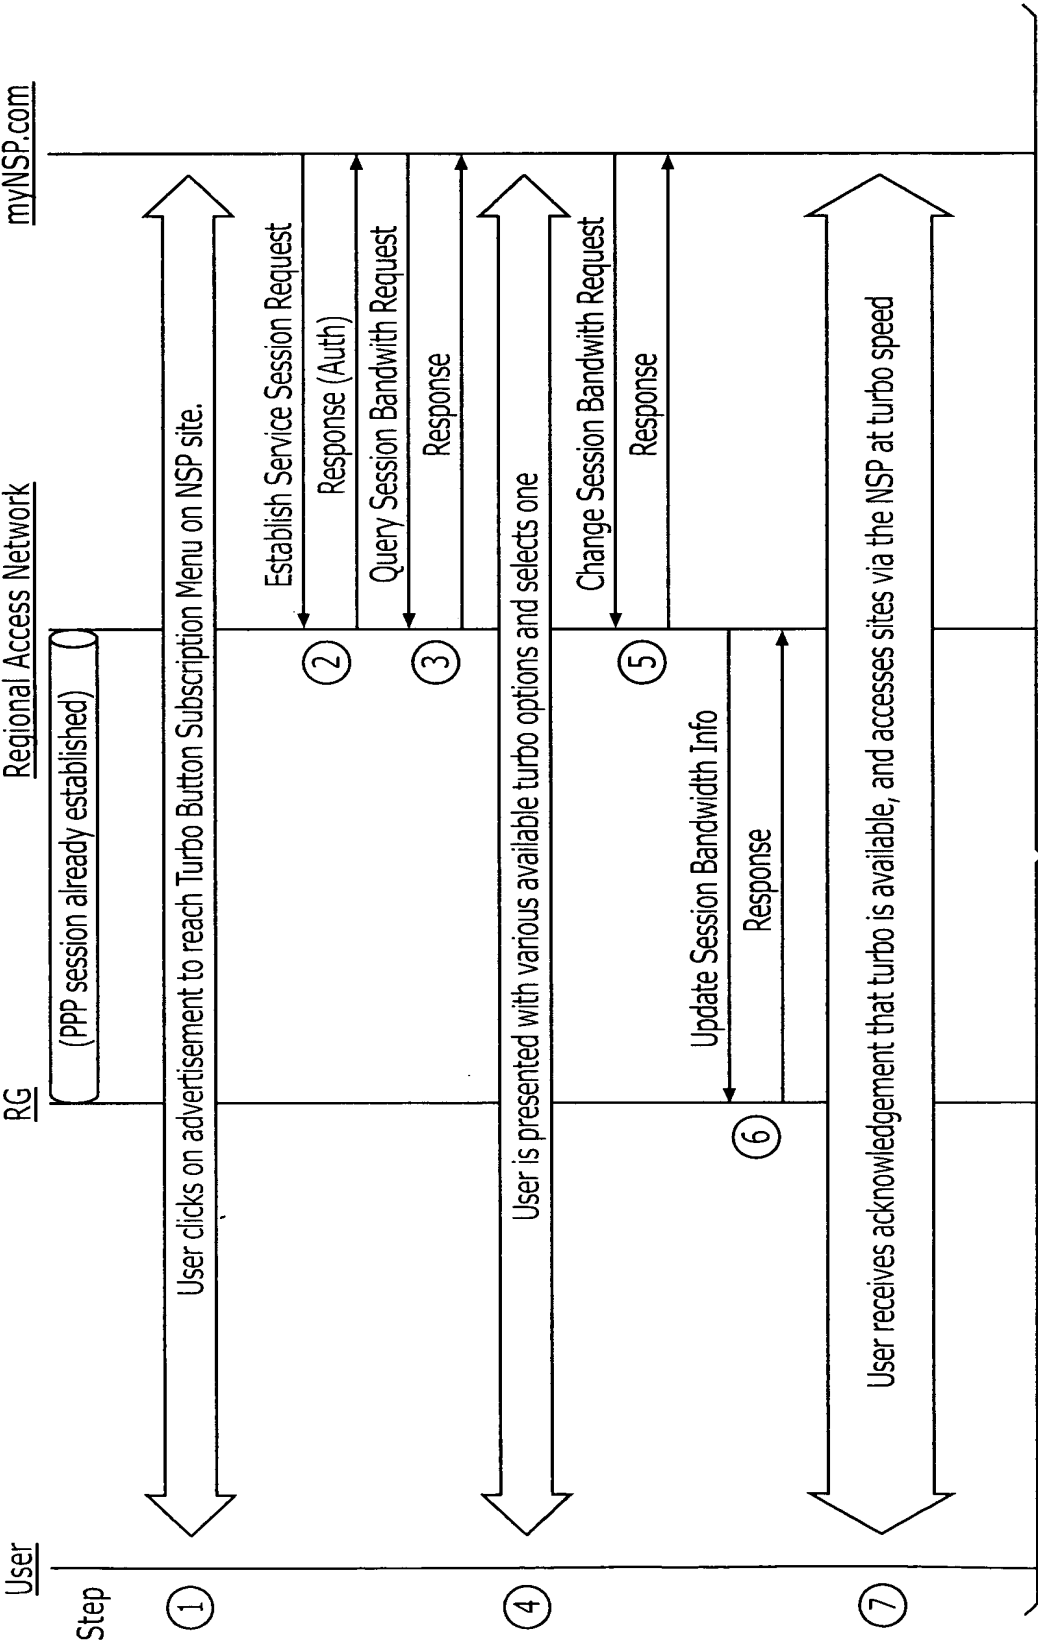 User RG Regional Access Network myNSP.com
Step
(PPP session already established)
① User clicks on advertisement to reach Turbo Button Subscription Menu on NSP site.
Establish Service Session Request
②
Response (Auth)
Query Session Bandwith Request
③
Response
④ User is presented with various available turbo options and selects one
Change Session Bandwith Request
⑤
Response
Update Session Bandwidth Info
⑥
Response
⑦ User receives acknowledgement that turbo is available, and accesses sites via the NSP at turbo speed